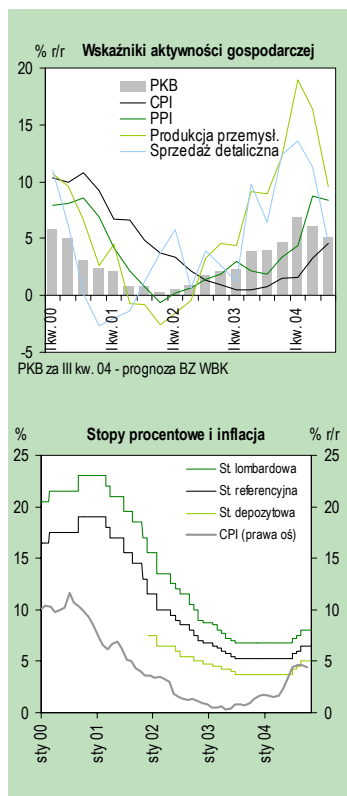 % r/r Wskaźniki aktywności gospodarczej
20
15
10
5
0
-5
PKB
CPI
PPI
Produkcja przemysł.
Sprzedaż detaliczna
I kw. 00
I kw. 01
I kw. 02
I kw. 03
I kw. 04
PKB za III kw. 04 - prognoza BZ WBK
% Stopy procentowe i inflacja % r/r
25
20
15
10
5
0
St. lombardowa
St. referencyjna
St. depozytowa
CPI (prawa oś)
25
20
15
10
5
0
sty 00
sty 01
sty 02
sty 03
sty 04